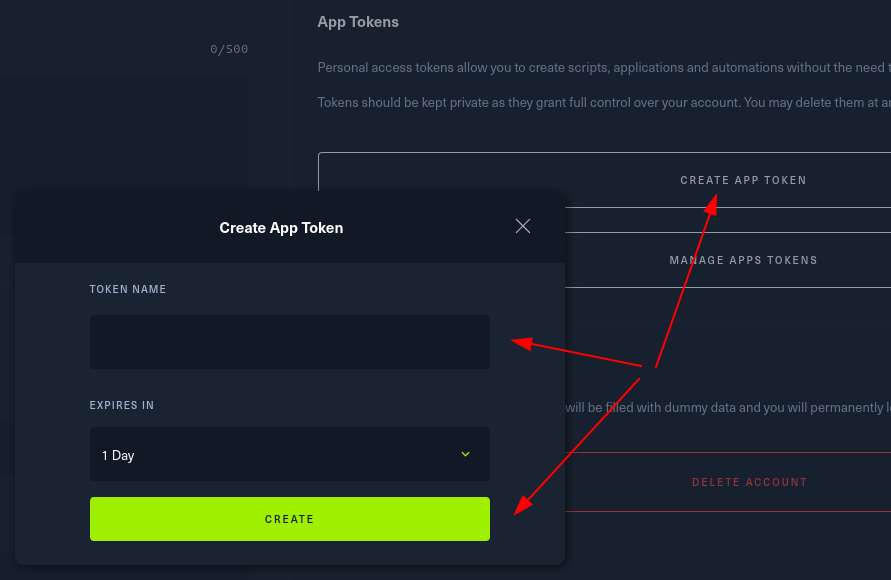 App Tokens
0/500
Personal access tokens allow you to create scripts, applications and automations without the need
Tokens should be kept private as they grant full control over your account. You may delete them at
CREATE APP TOKEN
Create App Token
MANAGE APPS TOKENS
TOKEN NAME
EXPIRES IN
will be filled with dummy data and you will permanently
1 Day
DELETE ACCOUNT
CREATE